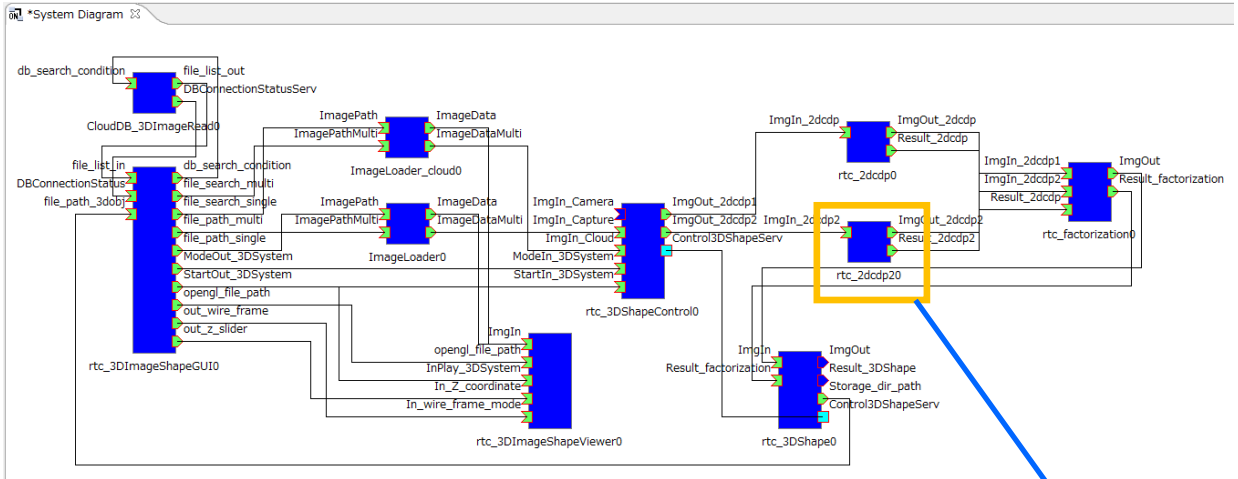 *System Diagram
db_search_condition
file_list_out
DBConnectionStatusServ
CloudDB_3DImageRead0
file_list_in
DBConnectionStatus
file_path_3dobj
db_search_condition
file_search_multi
file_search_single
file_path_multi
file_path_single
ModeOut_3DSystem
StartOut_3DSystem
opengl_file_path
out_wire_frame
out_z_slider
rtc_3DImageShapeGUI0
ImagePath
ImagePathMulti
ImageData
ImageDataMulti
ImageLoader_cloud0
ImagePath
ImagePathMulti
ImageData
ImageDataMulti
ImageLoader0
ImgIn
opengl_file_path
InPlay_3DSystem
In_Z_coordinate
In_wire_frame_mode
rtc_3DImageShapeViewer0
ImgIn_Camera
ImgIn_Capture
ImgIn_Cloud
ModeIn_3DSystem
StartIn_3DSystem
ImgOut_2dcdp1
ImgOut_2dcdp2
Control3DShapeServ
rtc_3DShapeControl0
ImgIn_2dcdp
ImgOut_2dcdp
Result_2dcdp
rtc_2dcdp0
ImgIn_2dcdp2
ImgOut_2dcdp2
Result_2dcdp2
rtc_2dcdp20
ImgIn_2dcdp1
ImgIn_2dcdp2
Result_2dcdp
ImgOut
Result_factorization
rtc_factorization0
ImgIn
Result_factorization
ImgOut
Result_3DShape
Storage_dir_path
Control3DShapeServ
rtc_3DShape0